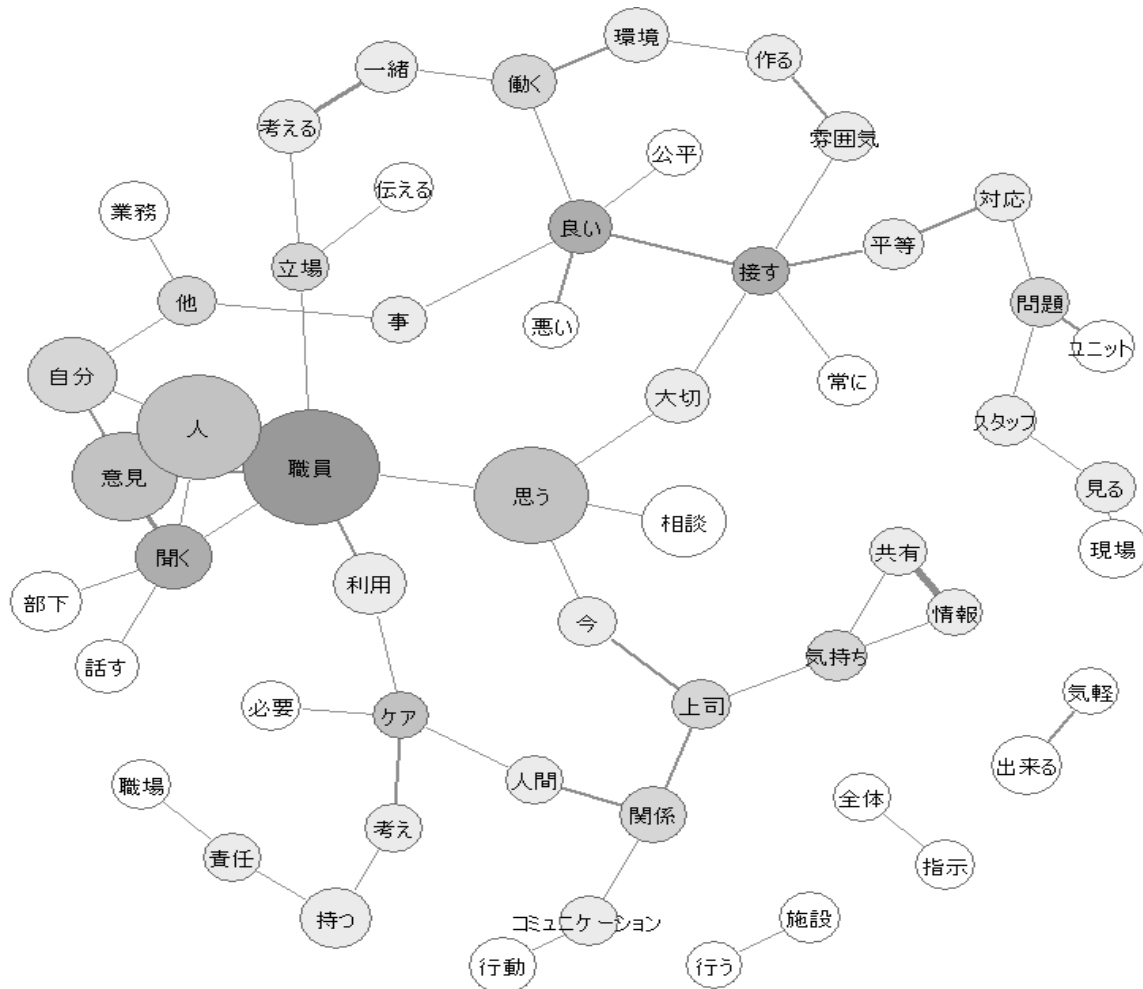 環境
一緒
働く
作る
考える
雰囲気
公平
伝える
対応
業務
良い
平等
立場
接す
他
事
悪い
問題
ユニット
自分
常に
大切
スタッフ
人
職員
意見
思う
見る
相談
現場
聞く
共有
利用
部下
情報
今
気持ち
話す
気軽
必要
ケア
上司
出来る
職場
人間
全体
関係
考え
責任
指示
持つ
コミュニケーション
施設
行動
行う